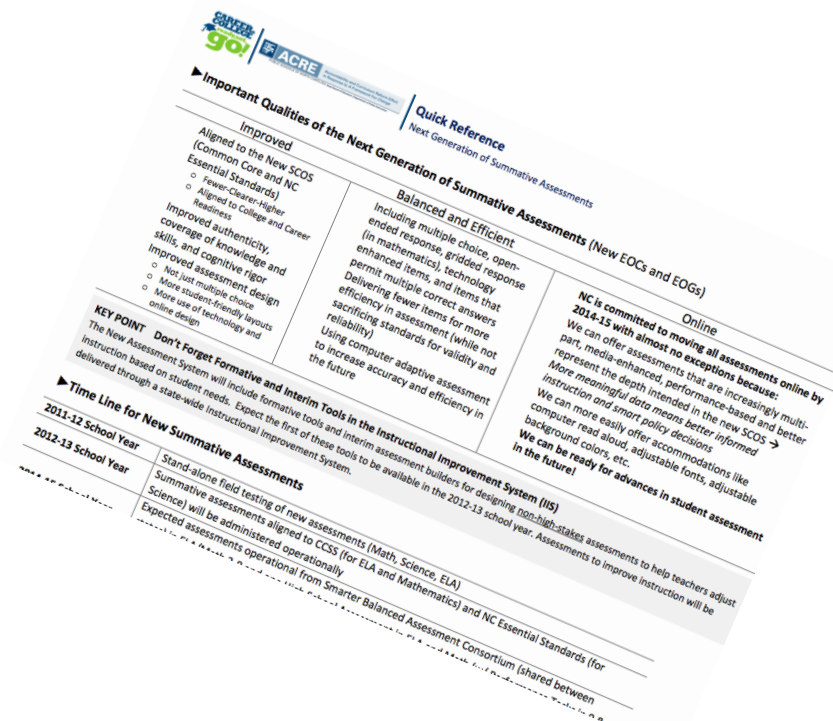 CAREER
COLLEGE
go!
ACRE
Quick Reference
Next Generation of Summative Assessments
►Important Qualities of the Next Generation of Summative Assessments (New EOCs and EOGs)
Improved
Aligned to the New SCOS
(Common Core and NC
Essential Standards)
o Fewer-Clearer-Higher
o Aligned to College and Career
Readiness
Improved authenticity,
coverage of knowledge and
skills, and cognitive rigor
Improved assessment design
o Not just multiple choice
o More student-friendly layouts
o More use of technology and
online design
Balanced and Efficient
Including multiple choice, open-
ended response, gridded response
(in mathematics), technology
enhanced items, and items that
permit multiple correct answers
Delivering fewer items for more
efficiency in assessment (while not
sacrificing standards for validity and
reliability)
Using computer adaptive assessment
to increase accuracy and efficiency in
the future
Online
NC is committed to moving all assessments online by
2014-15 with almost no exceptions because:
We can offer assessments that are increasingly multi-
part, media-enhanced, performance-based and better
represent the depth intended in the new SCOS →
More meaningful data means better informed
instruction and smart policy decisions
We can more easily offer accommodations like
computer read aloud, adjustable fonts, adjustable
background colors, etc.
We can be ready for advances in student assessment
in the future!
KEY POINT Don't Forget Formative and Interim Tools in the Instructional Improvement System (IIS)
The New Assessment System will include formative tools and interim assessment builders for designing non-high-stakes assessments to help teachers adjust
instruction based on student needs. Expect the first of these tools to be available in the 2012-13 school year. Assessments to improve instruction will be
delivered through a state-wide Instructional Improvement System.
►Time Line for New Summative Assessments
2011-12 School Year
Stand-alone field testing of new assessments (Math, Science, ELA)
2012-13 School Year
Summative assessments aligned to CCSS (for ELA and Mathematics) and NC Essential Standards (for
Science) will be administered operationally
Expected assessments operational from Smarter Balanced Assessment Consortium (shared between